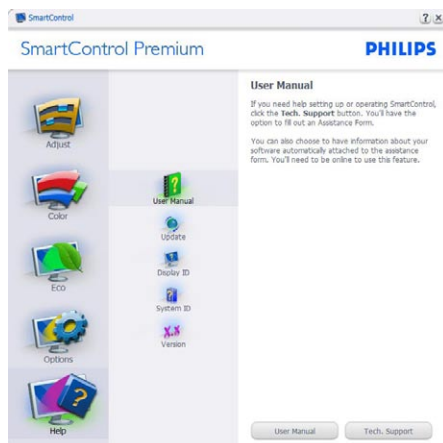 SmartControl
SmartControl Premium
PHILIPS
Adjust
Color
Eco
Options
Help
User Manual
Update
Display ID
System ID
X.X
Version
User Manual
If you need help setting up or operating SmartControl,
click the Tech. Support button. You'll have the
option to fill out an Assistance Form.
You can also choose to have information about your
software automatically attached to the assistance
form. You'll need to be online to use this feature.
User Manual
Tech. Support